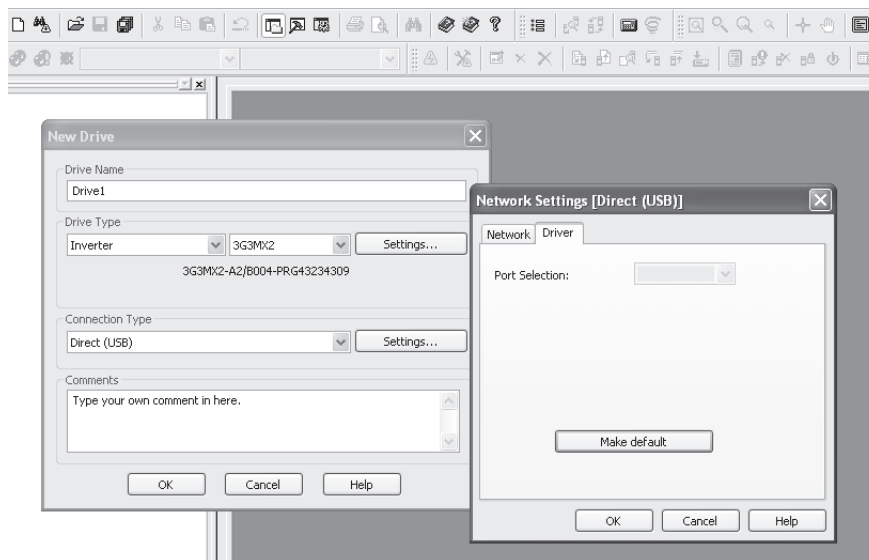 New Drive
Drive Name
Drive1
Drive Type
Inverter
3G3MX2
Settings...
3G3MX2-A2/B004-PRG43234309
Connection Type
Direct (USB)
Settings...
Comments
Type your own comment in here.
OK
Cancel
Help
Network Settings [Direct (USB)]
Network
Driver
Port Selection:
Make default
OK
Cancel
Help